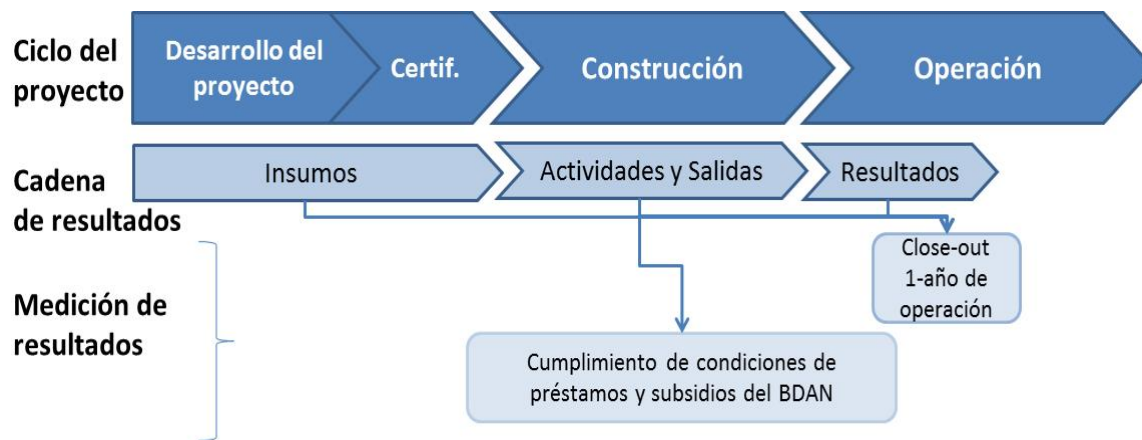 Ciclo del
proyecto
Desarrollo del
proyecto
Certif.
Construcción
Operación
Cadena
de resultados
Insumos
Actividades y Salidas
Resultados
Close-out
1-año de
operación
Medición de
resultados
Cumplimiento de condiciones de
préstamos y subsidios del BDAN